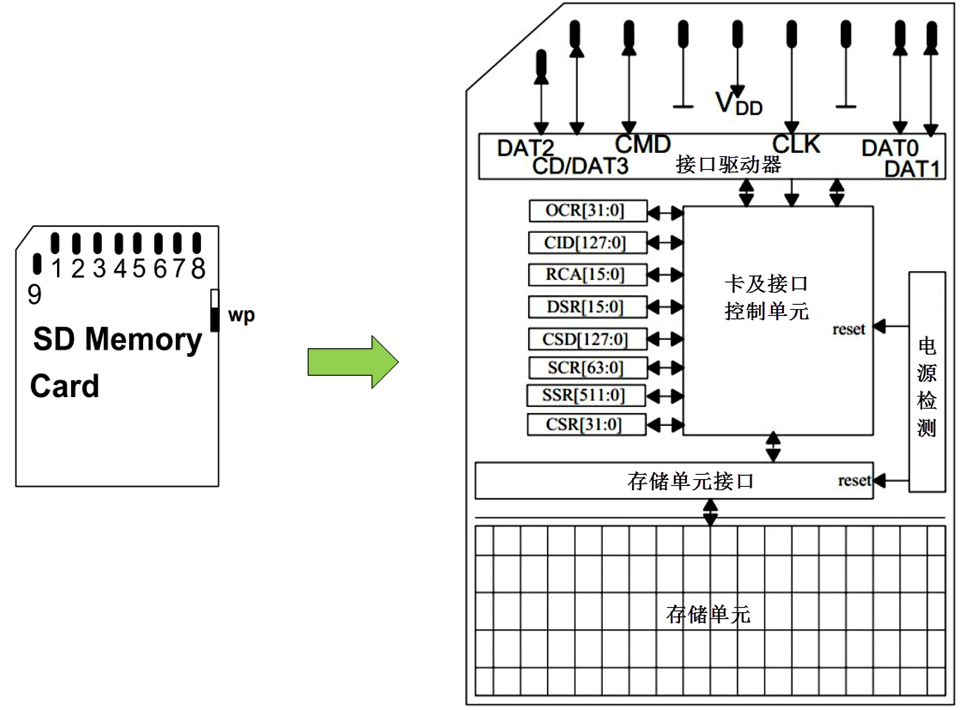 1 2 3 4 5 6 7 8
9
wp
SD Memory
Card
VDD
DAT2
CD/DAT3
CMD
接口驱动器
CLK
DAT0
DAT1
OCR[31:0]
CID[127:0]
RCA[15:0]
DSR[15:0]
CSD[127:0]
SCR[63:0]
SSR[511:0]
CSR[31:0]
卡及接口
控制单元
reset
电源检测
存储单元接口
reset
存储单元